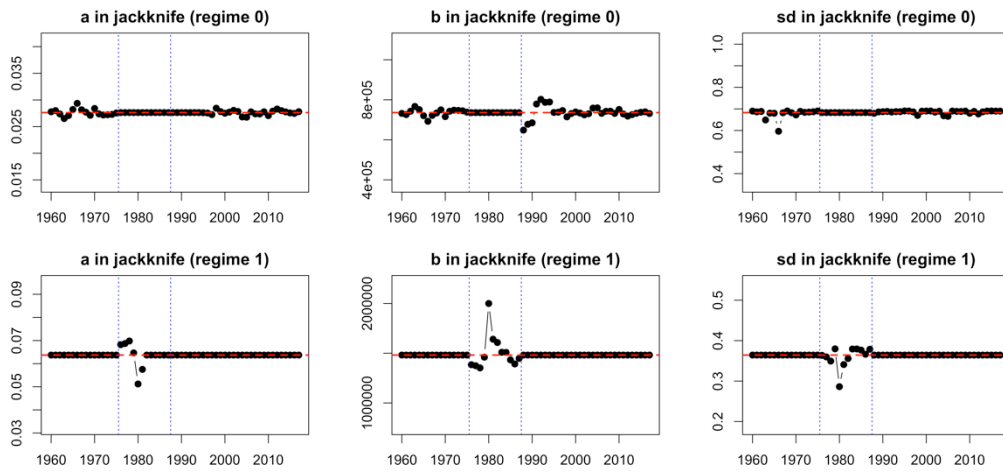 a in jackknife (regime 0)
0.035
0.025
0.015
1960 1970 1980 1990 2000 2010
b in jackknife (regime 0)
8e+05
4e+05
1960 1970 1980 1990 2000 2010
sd in jackknife (regime 0)
1.0
0.8
0.6
0.4
1960 1970 1980 1990 2000 2010
a in jackknife (regime 1)
0.09
0.07
0.05
0.03
1960 1970 1980 1990 2000 2010
b in jackknife (regime 1)
2000000
1000000
1960 1970 1980 1990 2000 2010
sd in jackknife (regime 1)
0.5
0.4
0.3
0.2
1960 1970 1980 1990 2000 2010